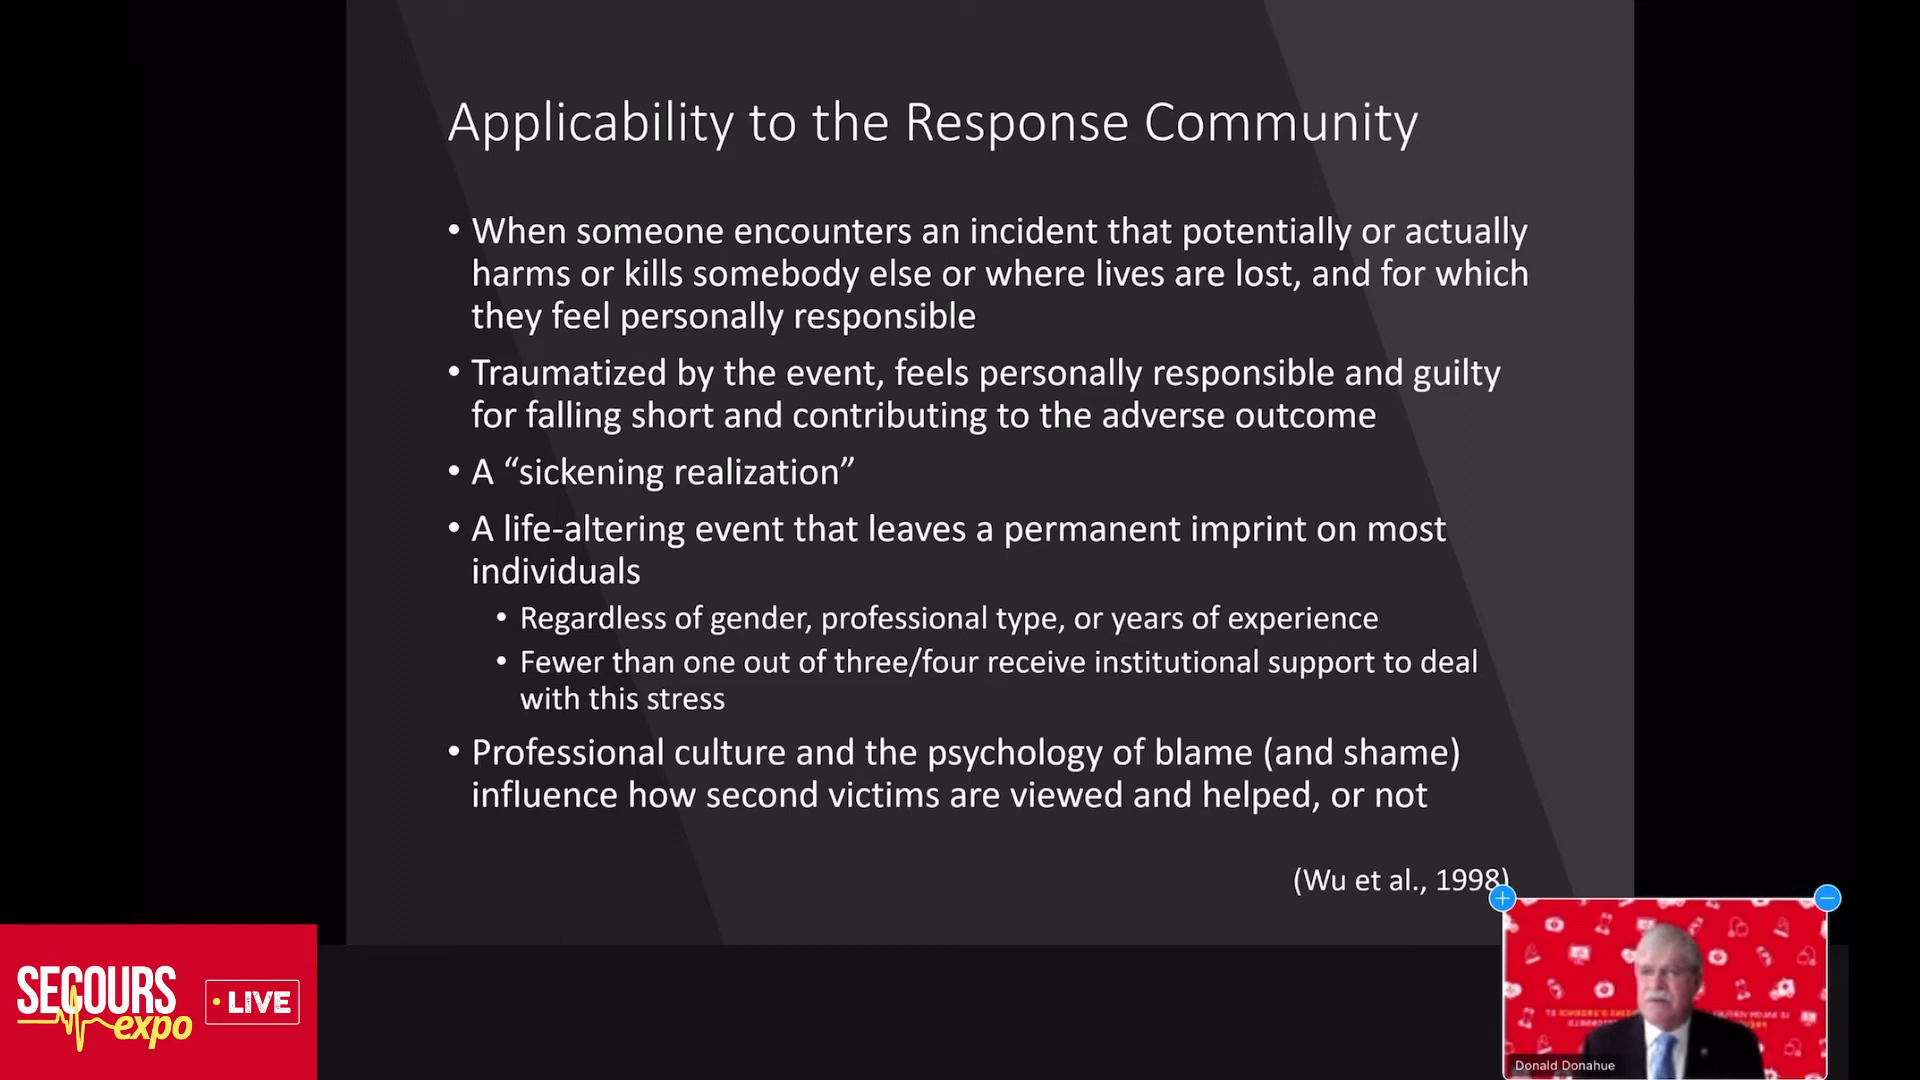 Applicability to the Response Community
• When someone encounters an incident that potentially or actually
harms or kills somebody else or where lives are lost, and for which
they feel personally responsible
• Traumatized by the event, feels personally responsible and guilty
for falling short and contributing to the adverse outcome
• A “sickening realization”
• A life-altering event that leaves a permanent imprint on most
individuals
• Regardless of gender, professional type, or years of experience
• Fewer than one out of three/four receive institutional support to deal
with this stress
• Professional culture and the psychology of blame (and shame)
influence how second victims are viewed and helped, or not
(Wu et al., 1998)
SECOURS
expo
• LIVE
Donald Donahue